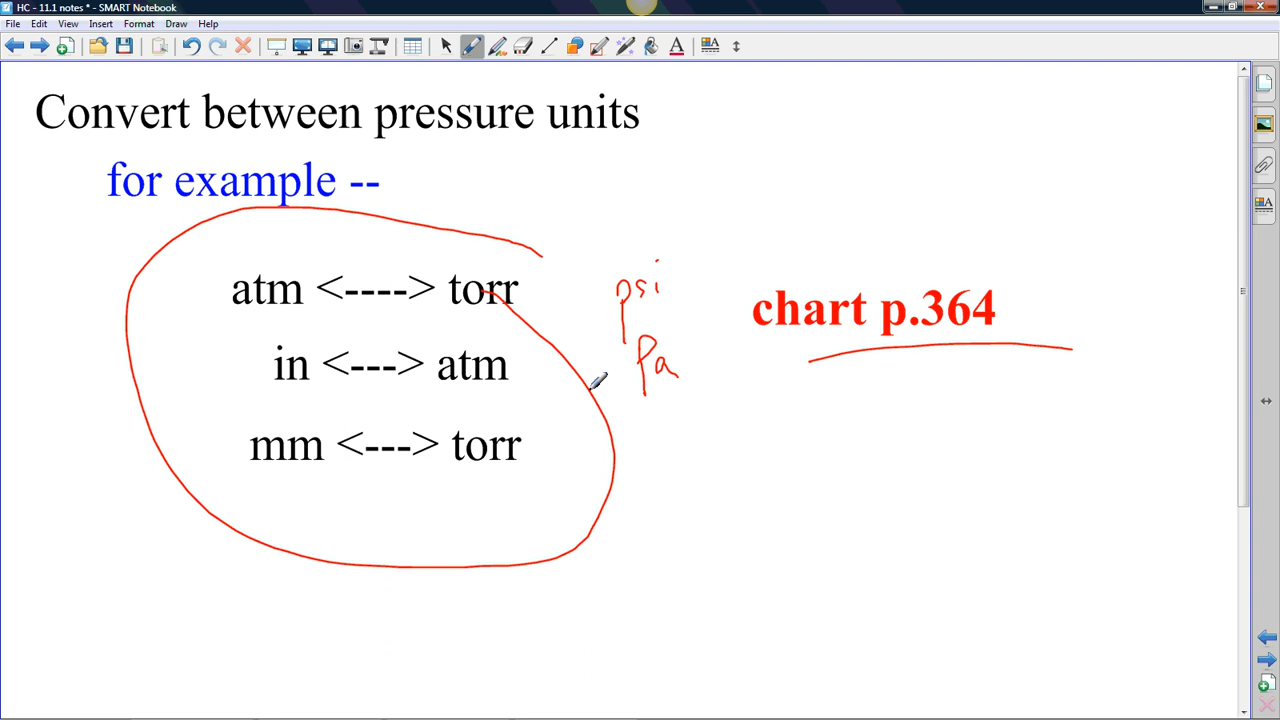 HC - 11.1 notes * - SMART Notebook
File Edit View Insert Format Draw Help
Convert between pressure units
for example --
atm <----> torr
in <---> atm
mm <---> torr
psi
Pa
chart p.364